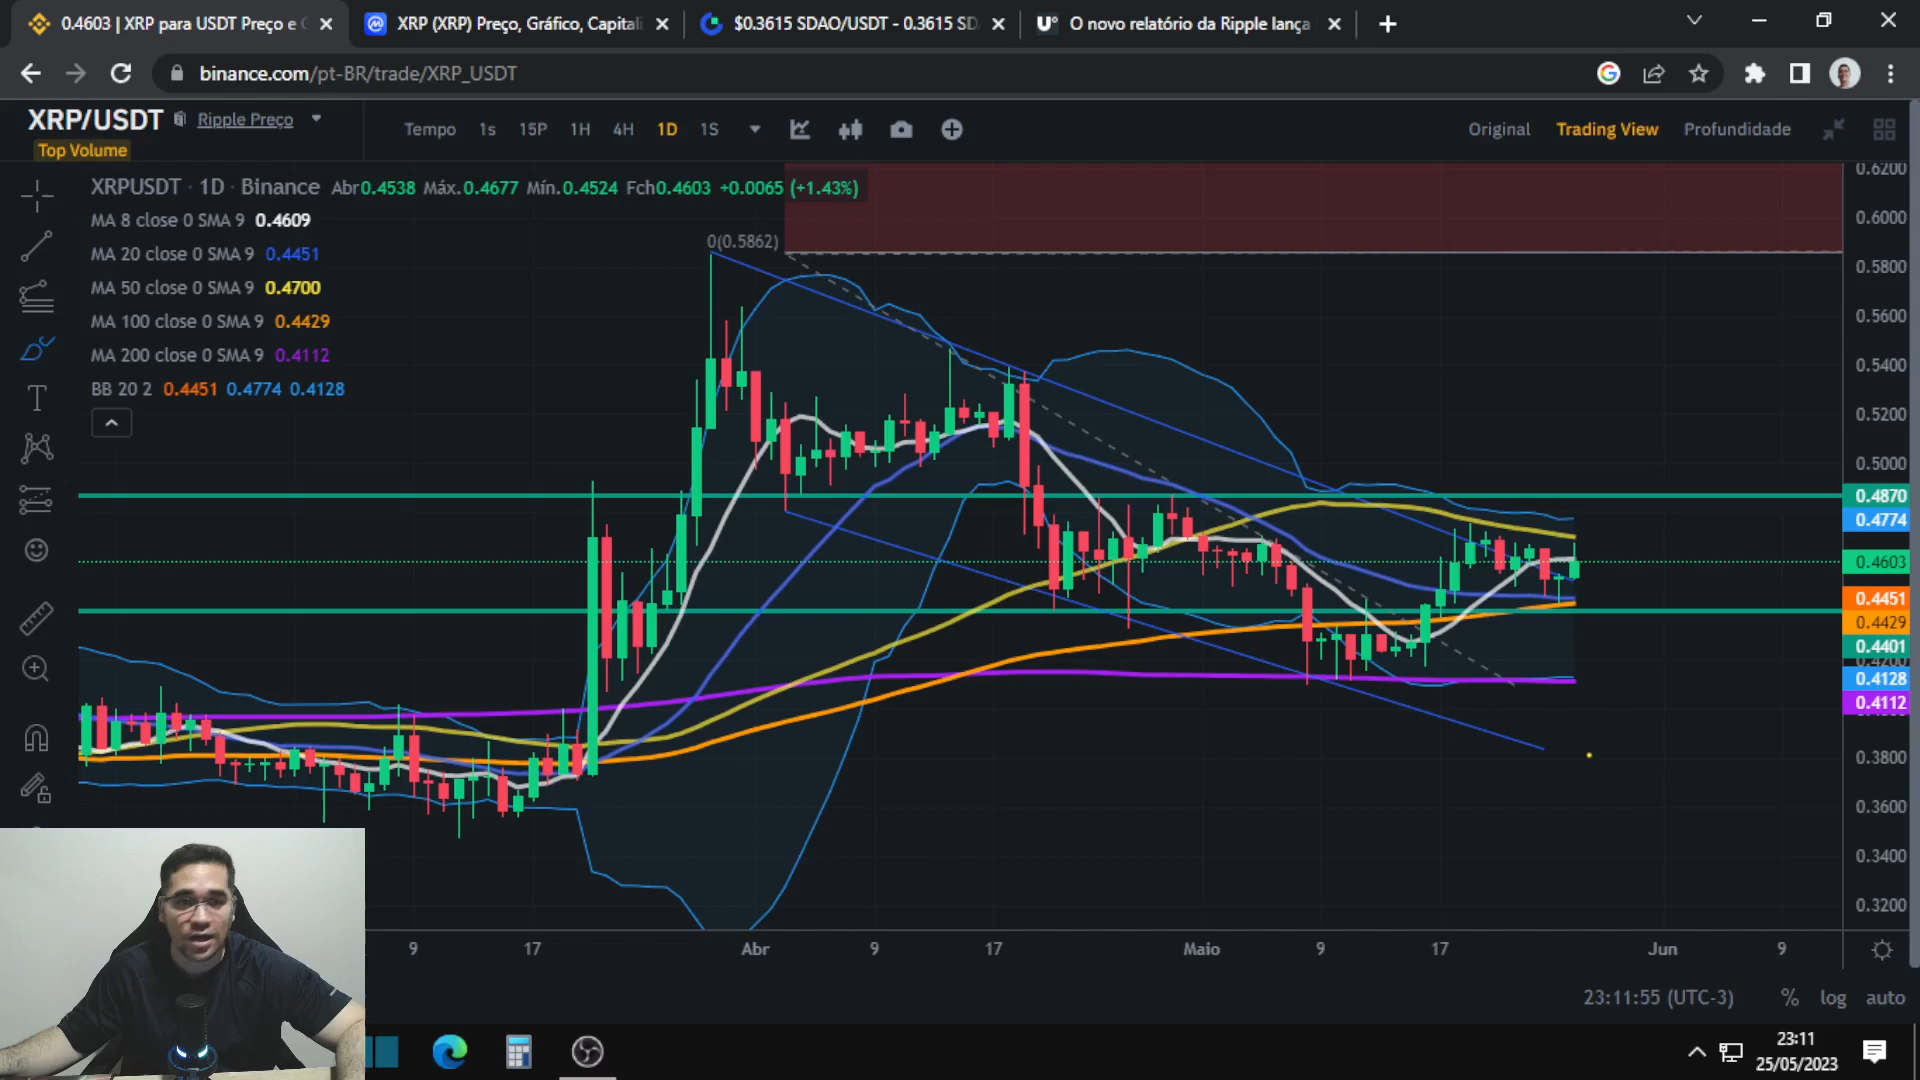 0.4603 | XRP para USDT Preço e
XRP (XRP) Preço, Gráfico, Capitali
$0.3615 SDAO/USDT - 0.3615 SD
O novo relatório da Ripple lança
binance.com/pt-BR/trade/XRP_USDT
XRP/USDT
Ripple Preço
Top Volume
Tempo
1s
15P
1H
4H
1D
1S
Original
Trading View
Profundidade
XRPUSDT · 1D · Binance Abr0.4538 Máx.0.4677 Mín.0.4524 Fch0.4603 +0.0065 (+1.43%)
MA 8 close 0 SMA 9 0.4609
MA 20 close 0 SMA 9 0.4451
MA 50 close 0 SMA 9 0.4700
MA 100 close 0 SMA 9 0.4429
MA 200 close 0 SMA 9 0.4112
BB 20 2 0.4451 0.4774 0.4128
0(0.5862)
0.6200
0.6000
0.5800
0.5600
0.5400
0.5200
0.5000
0.4870
0.4774
0.4603
0.4451
0.4429
0.4401
0.4128
0.4112
0.3800
0.3600
0.3400
0.3200
9
17
Abr
9
17
Maio
9
17
Jun
9
23:11:55 (UTC-3)
%
log
auto
23:11
25/05/2023